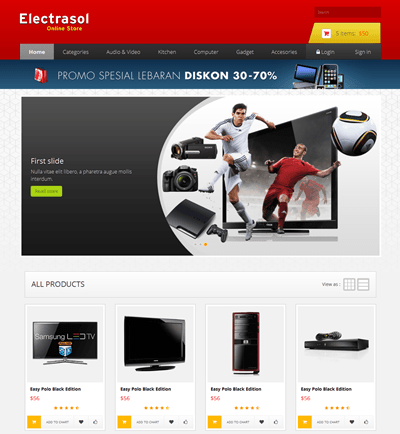 Electrasol
Online Store
5 items, $50
Home Categories Audio & Video Kitchen Computer Gadget Accesories Login Sign in
PROMO SPESIAL LEBARAN DISKON 30-70%
First slide
Nulla vitae elit libero, a pharetra augue mollis
interdum.
Read more
ALL PRODUCTS
View as :
SAMSUNG LED TV
Easy Polo Black Edition Easy Polo Black Edition Easy Polo Black Edition Easy Polo Black Edition
$56 $56 $56 $56
ADD TO CART ADD TO CART ADD TO CART ADD TO CART